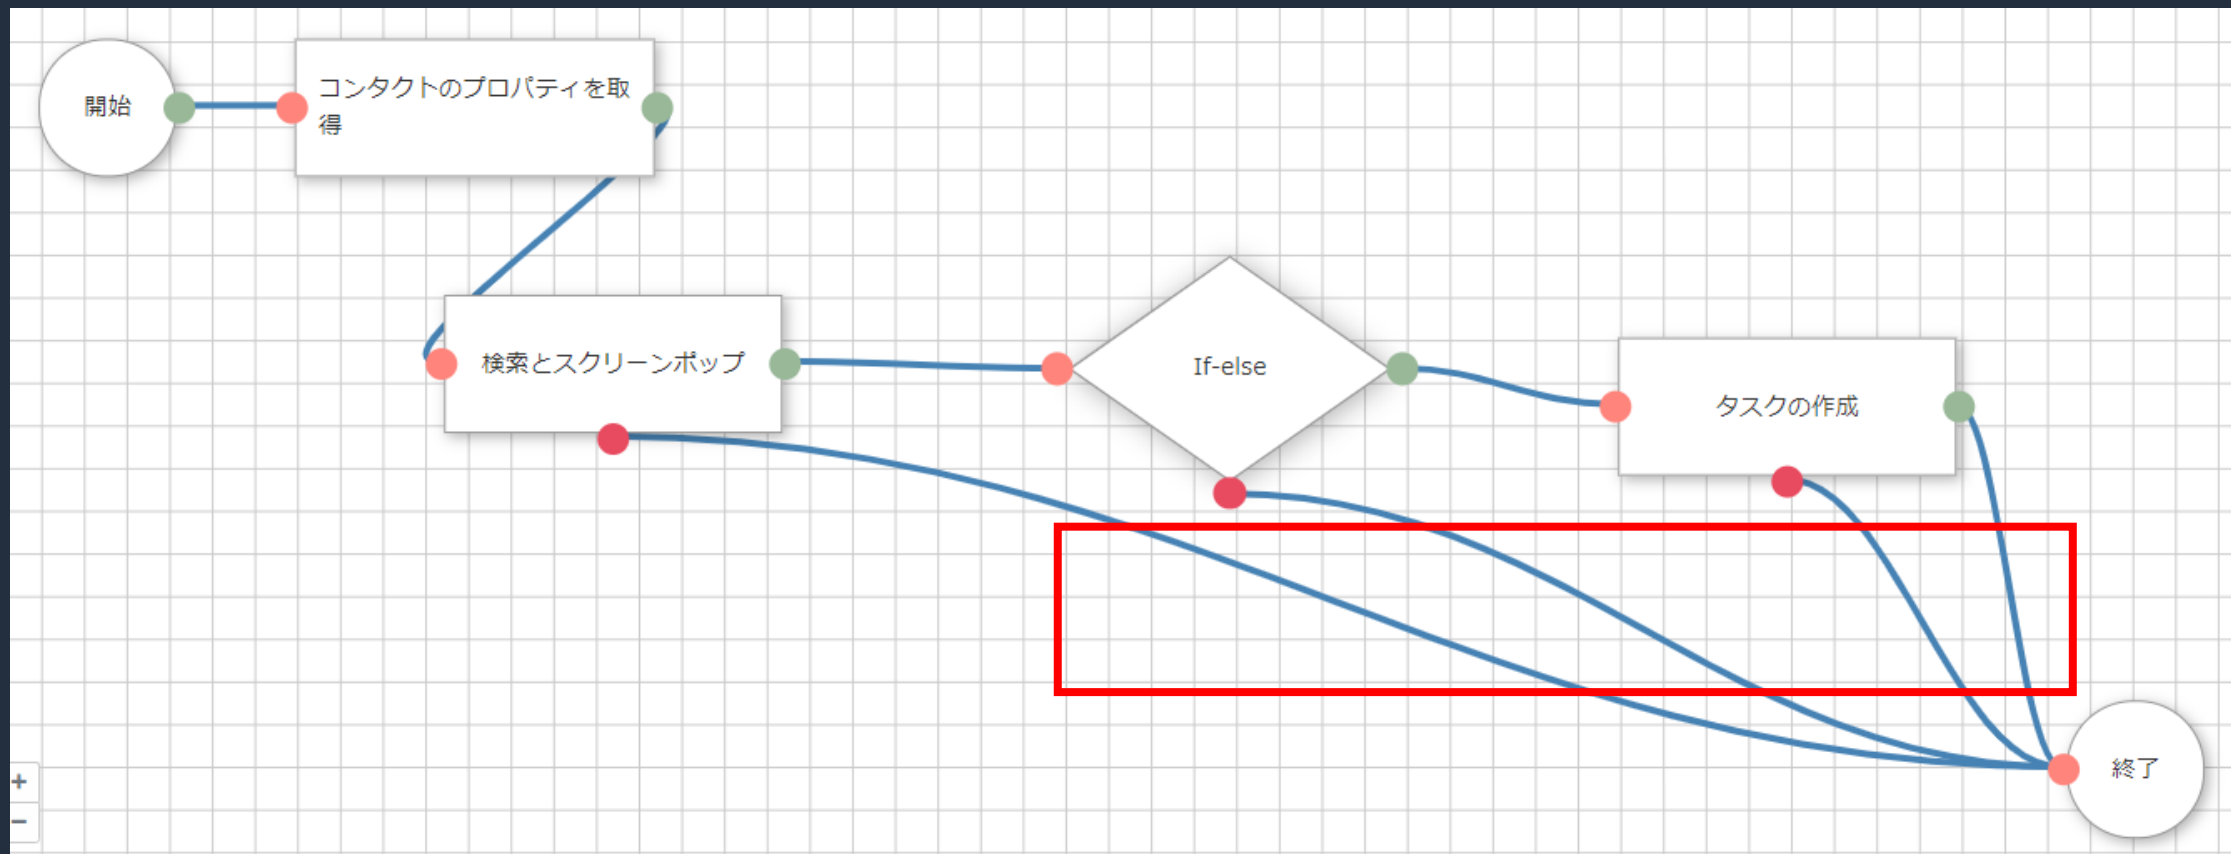 開始
コンタクトのプロパティを取
得
検索とスクリーンポップ
If-else
タスクの作成
終了
+
−